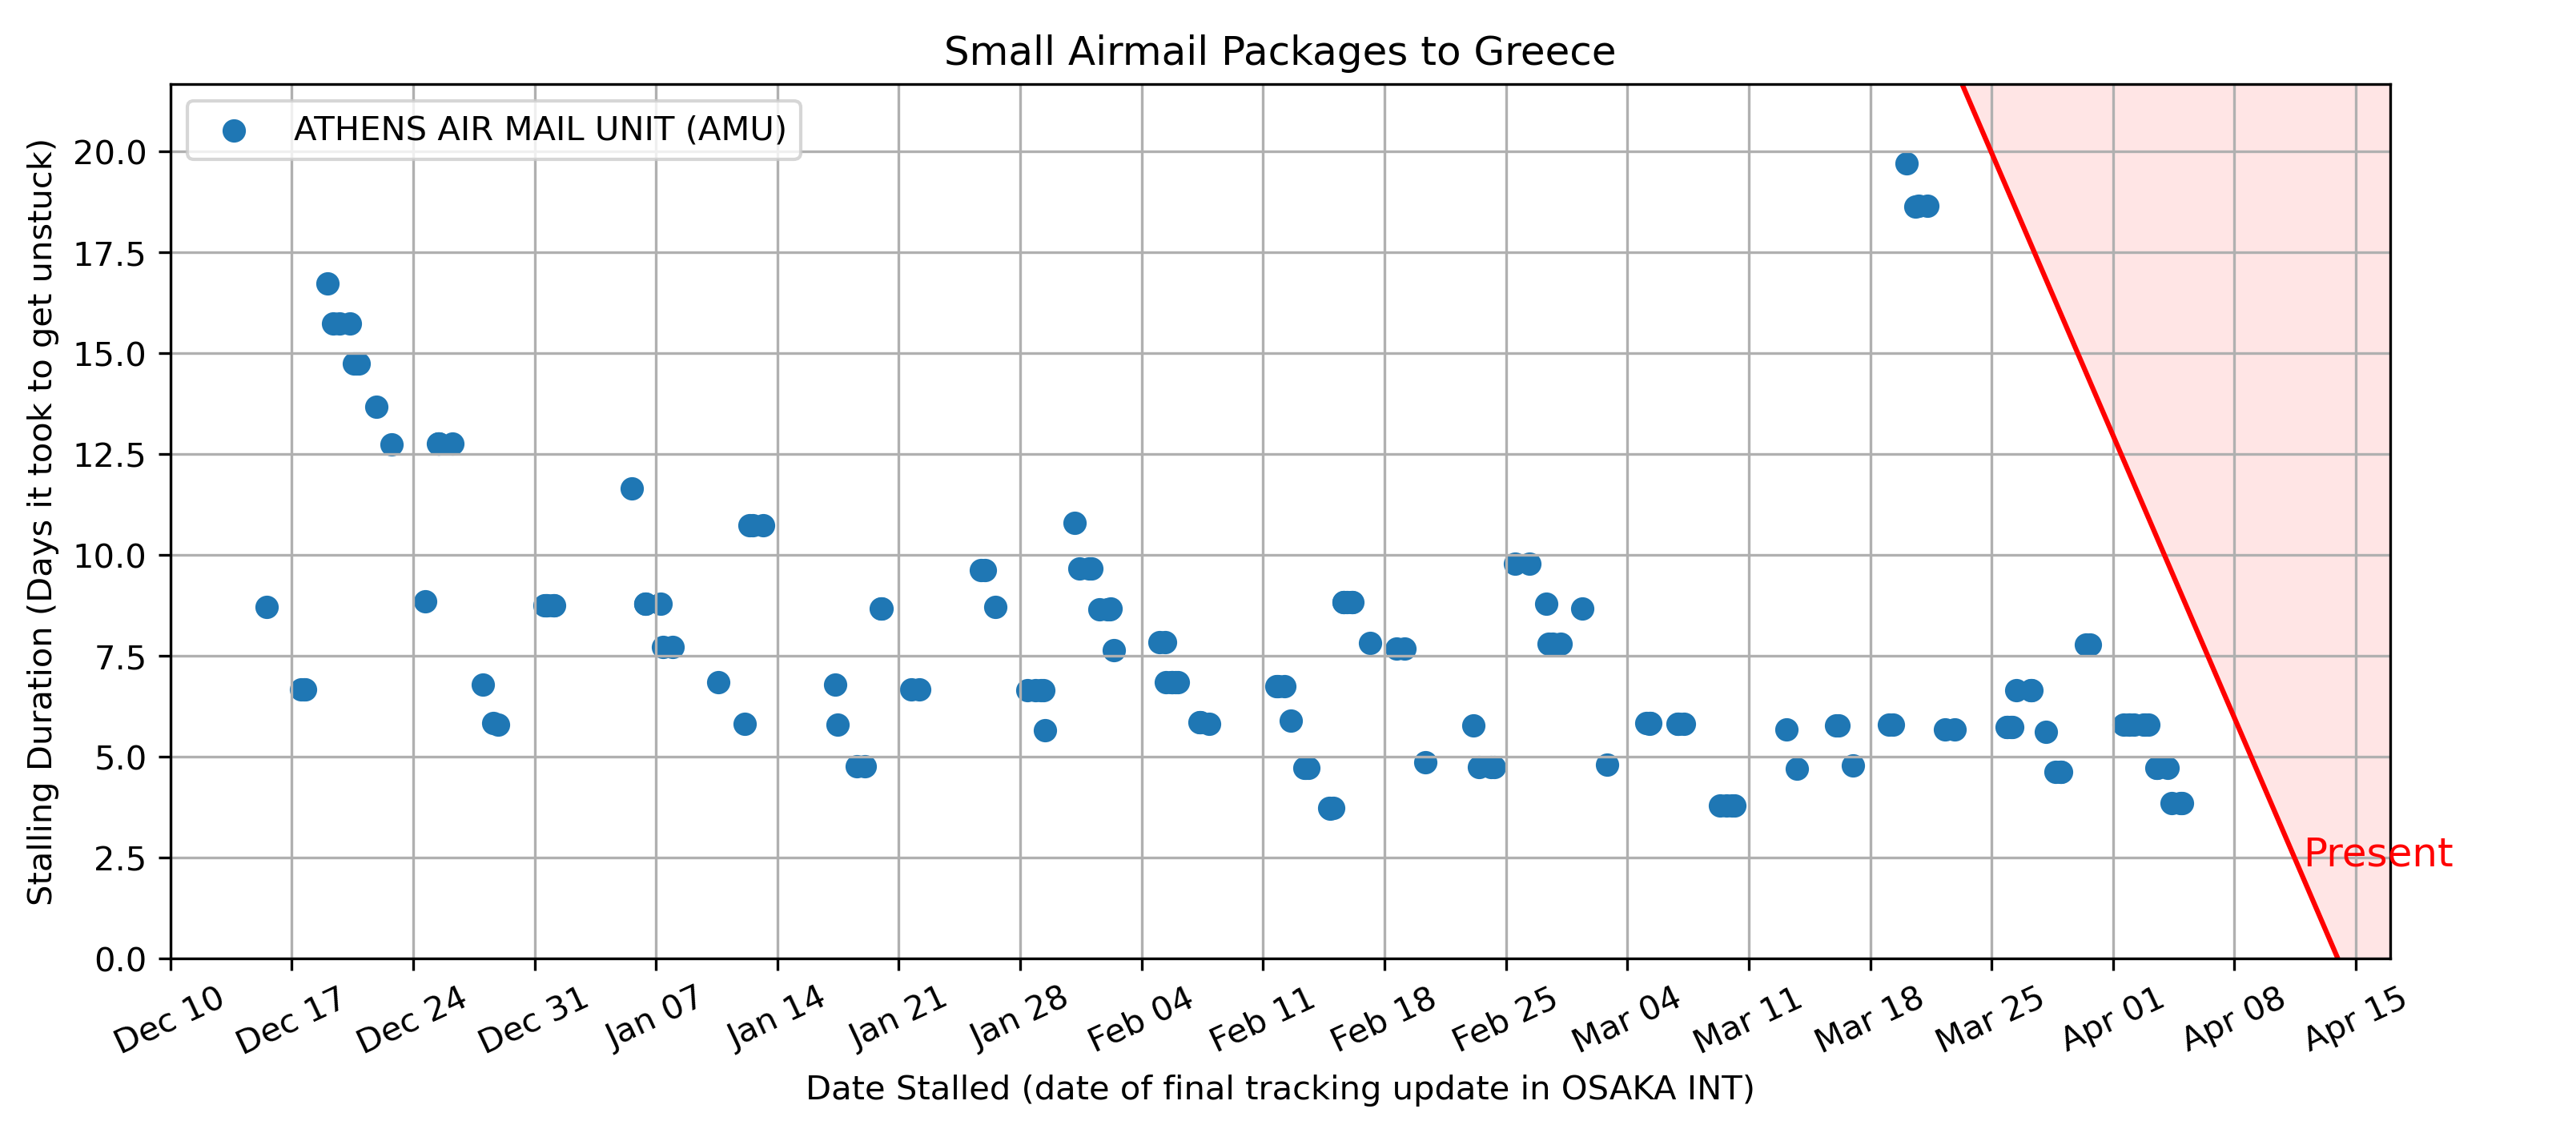 Small Airmail Packages to Greece
ATHENS AIR MAIL UNIT (AMU)
Stalling Duration (Days it took to get unstuck)
20.0
17.5
15.0
12.5
10.0
7.5
5.0
2.5
0.0
Present
Dec 10
Dec 17
Dec 24
Dec 31
Jan 07
Jan 14
Jan 21
Jan 28
Feb 04
Feb 11
Feb 18
Feb 25
Mar 04
Mar 11
Mar 18
Mar 25
Apr 01
Apr 08
Apr 15
Date Stalled (date of final tracking update in OSAKA INT)